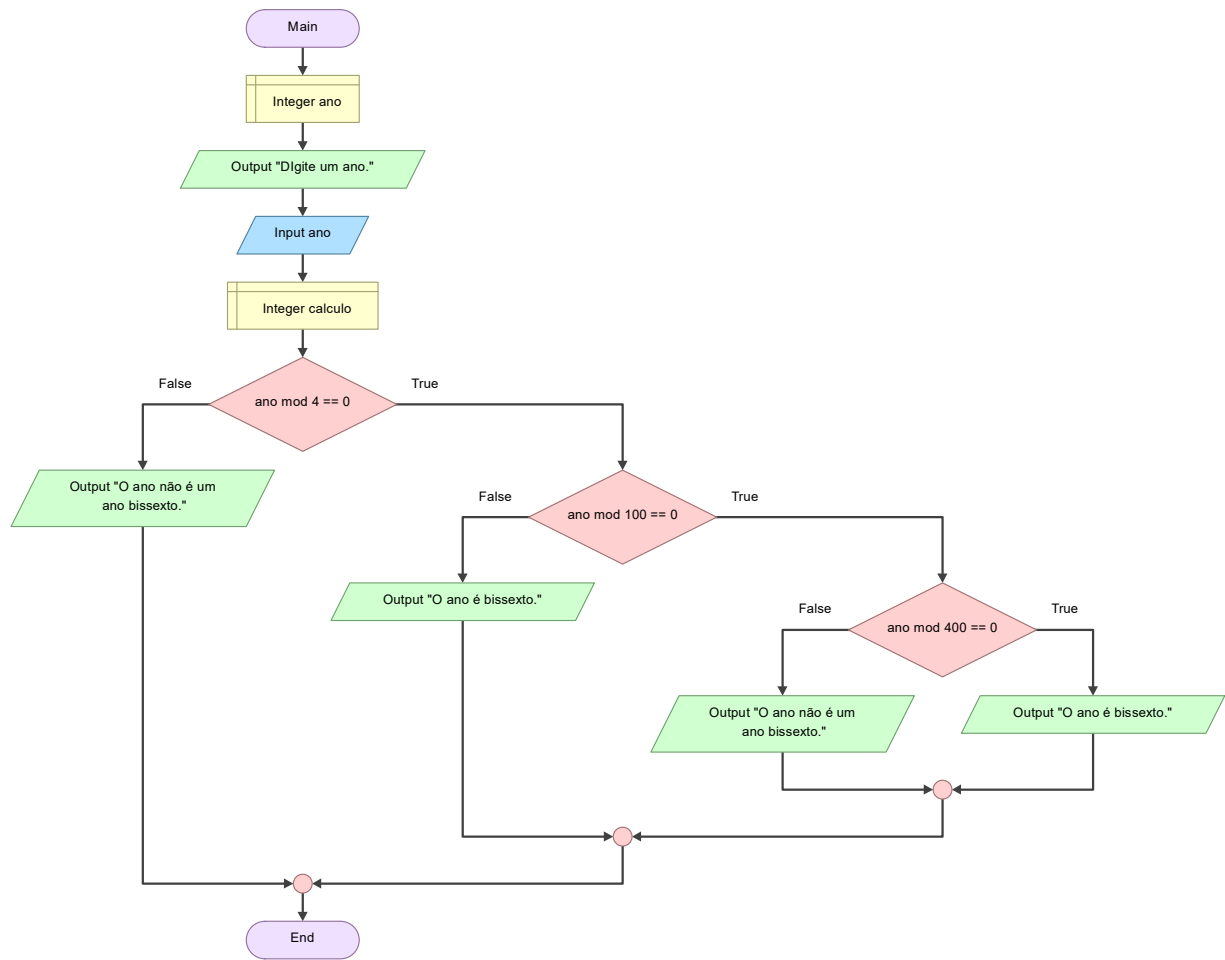 Main
Integer ano
Output "DIgite um ano."
Input ano
Integer calculo
False
True
ano mod 4 == 0
Output "O ano não é um
ano bissexto."
False
True
ano mod 100 == 0
Output "O ano é bissexto."
False
True
ano mod 400 == 0
Output "O ano não é um
ano bissexto."
Output "O ano é bissexto."
End